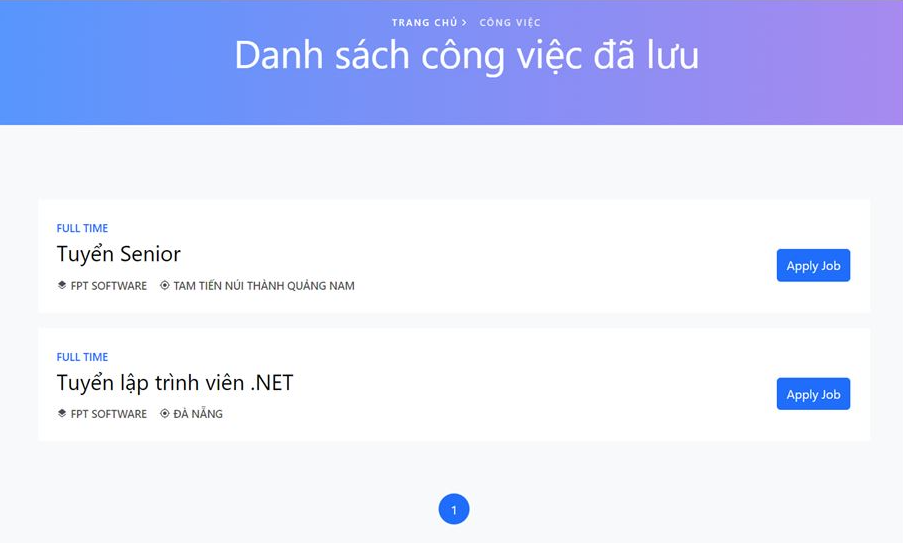 TRANG CHỦ > CÔNG VIỆC
Danh sách công việc đã lưu
FULL TIME
Tuyển Senior
FPT SOFTWARE TAM TIẾN NÚI THÀNH QUẢNG NAM
Apply Job
FULL TIME
Tuyển lập trình viên .NET
FPT SOFTWARE ĐÀ NẴNG
Apply Job
1